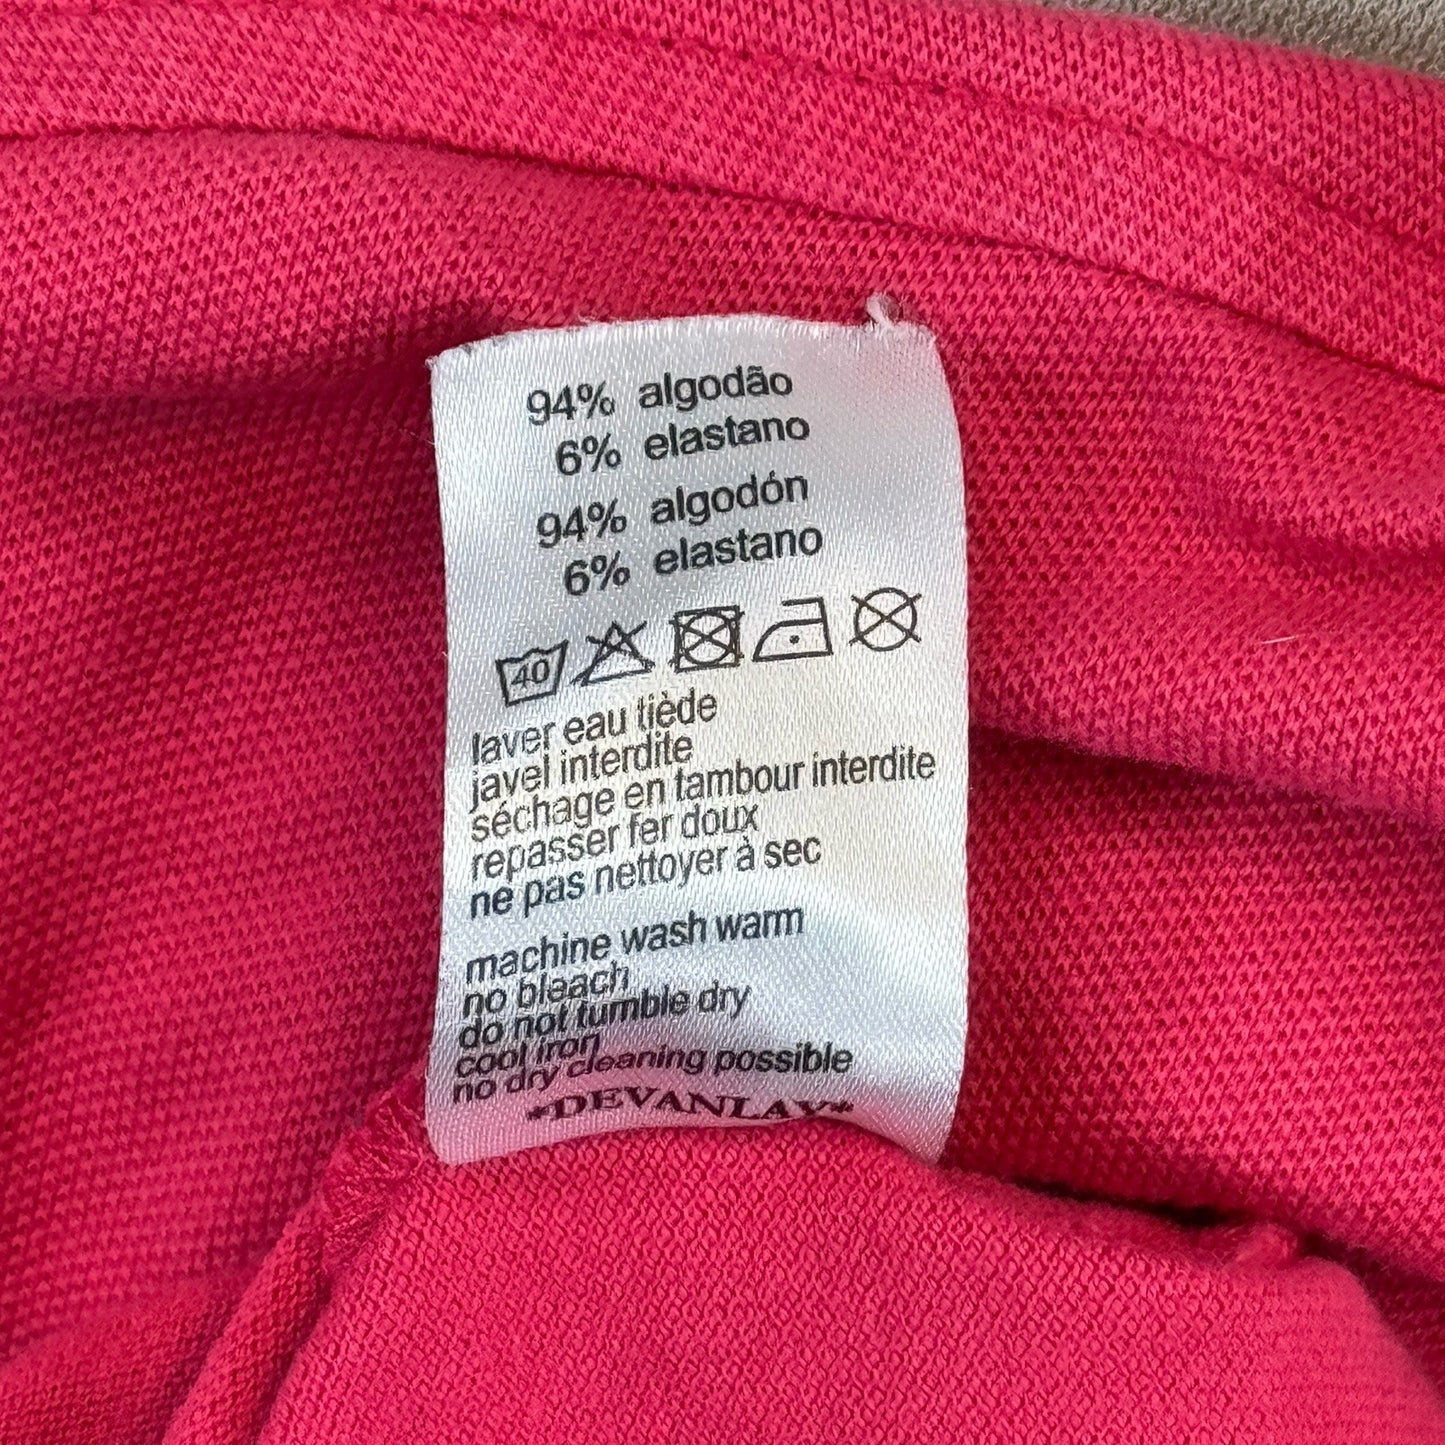 94% algodão
6% elastano
94% algodón
6% elastano
40
laver eau tiède
javel interdite
séchage en tambour interdite
repasser fer doux
ne pas nettoyer à sec
machine wash warm
no bleach
do not tumble dry
cool iron
no dry cleaning possible
*DEVANLAY*